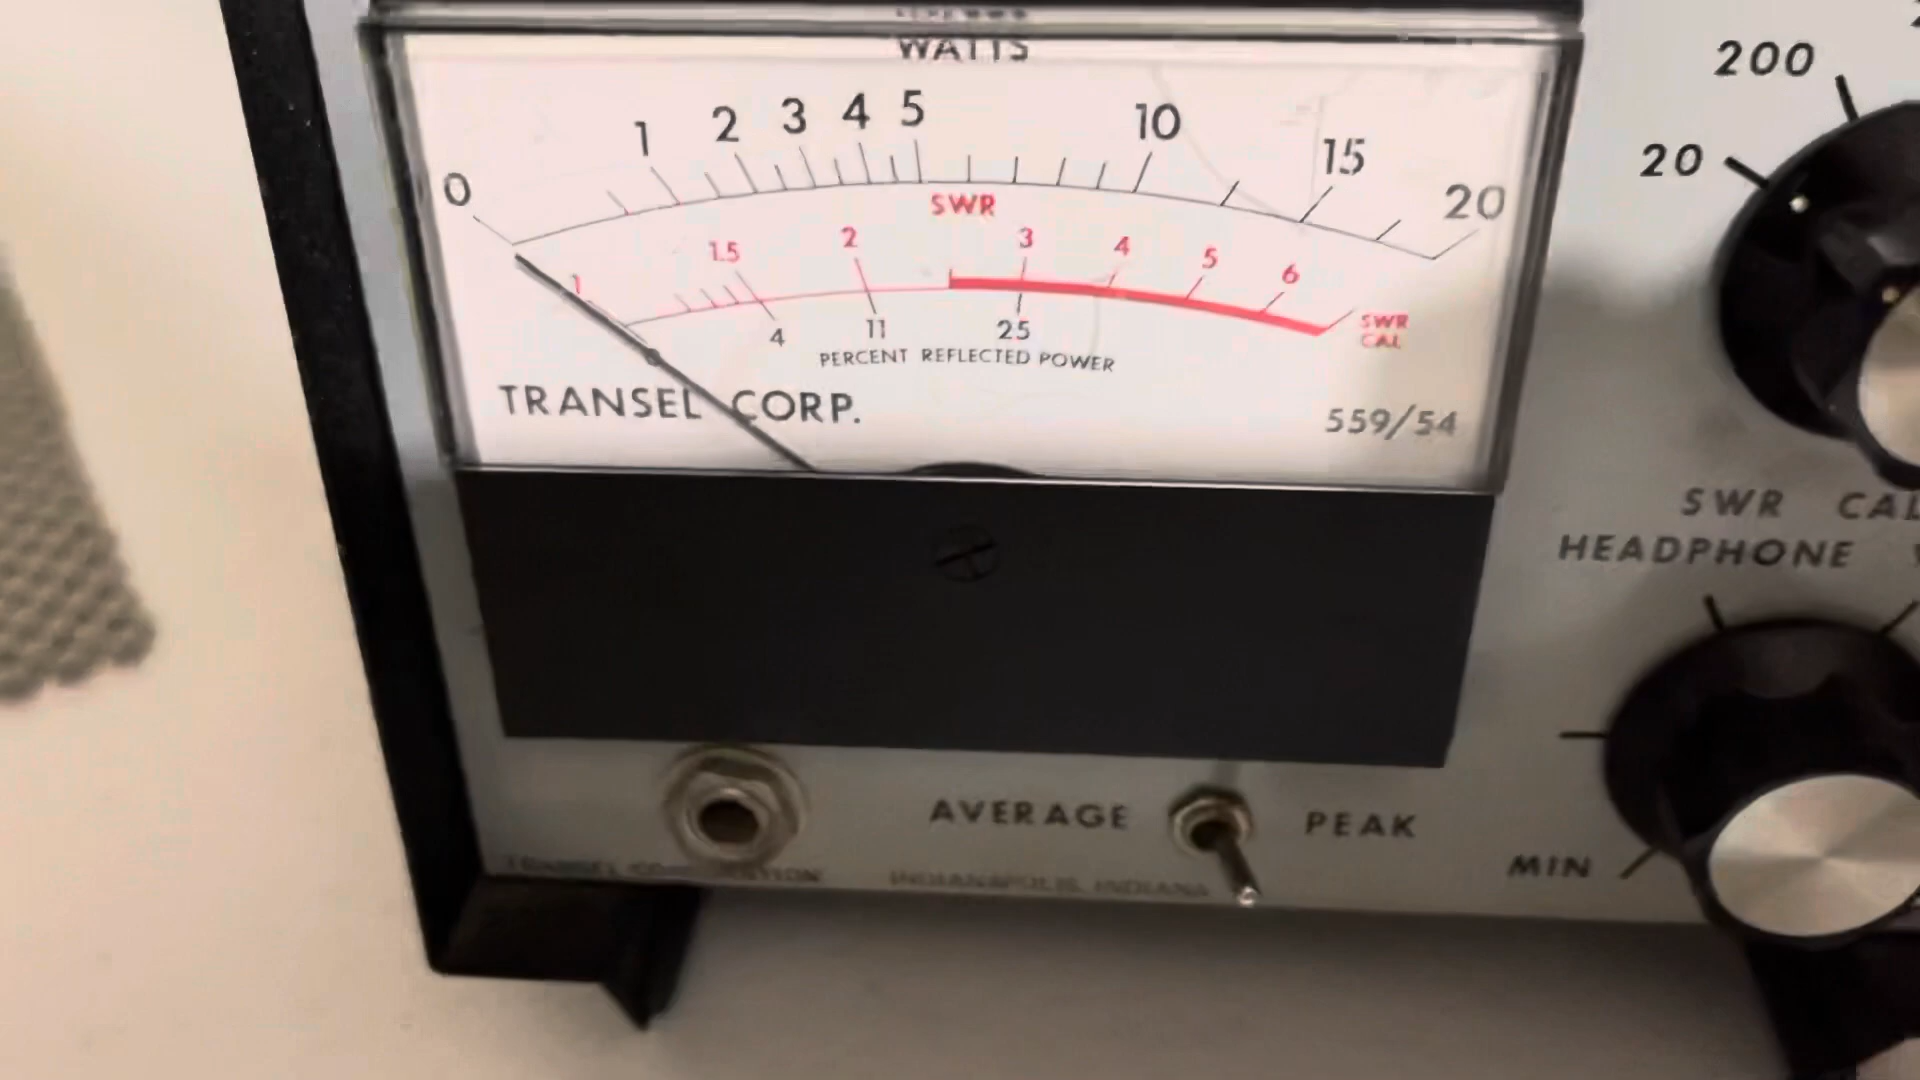 WATTS
0 1 2 3 4 5 10 15 20
SWR
1 1.5 2 3 4 5 6
SWR
CAL
4 11 25
PERCENT REFLECTED POWER
TRANSEL CORP.
559/54
200
20
SWR CAL
HEADPHONE
MIN
AVERAGE
PEAK
TRANSEL CORPORATION
INDIANAPOLIS, INDIANA